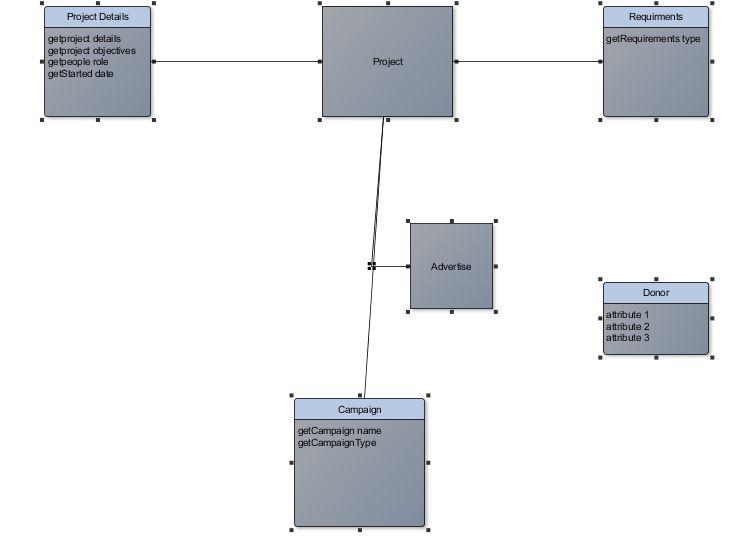 Project Details
getproject details
getproject objectives
getpeople role
getStarted date
Project
Requirments
getRequirements type
Advertise
Donor
attribute 1
attribute 2
attribute 3
Campaign
getCampaign name
getCampaignType